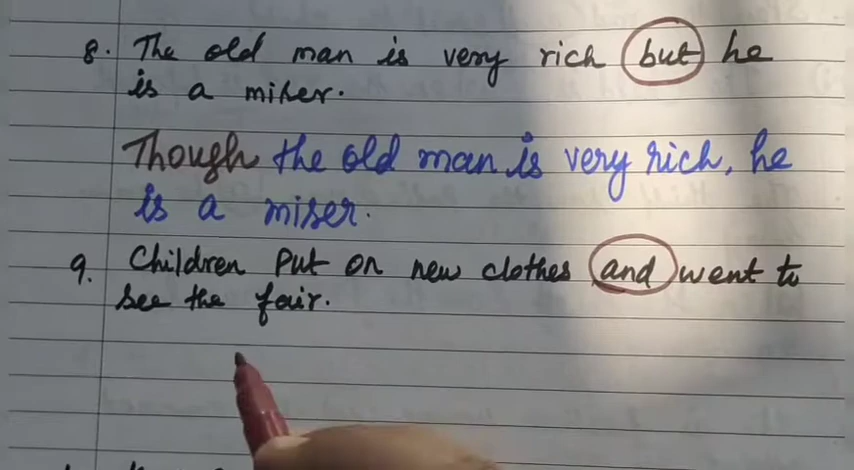 8. The old man is very rich but he
is a miser.
Though the old man is very rich, he
is a miser.
9. Children put on new clothes and went to
see the fair.